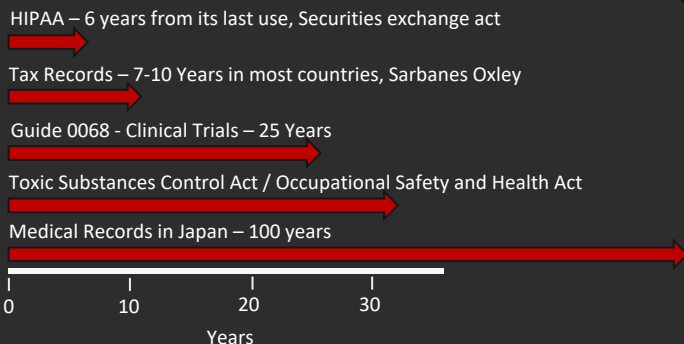 HIPAA – 6 years from its last use, Securities exchange act
Tax Records – 7-10 Years in most countries, Sarbanes Oxley
Guide 0068 - Clinical Trials – 25 Years
Toxic Substances Control Act / Occupational Safety and Health Act
Medical Records in Japan – 100 years
0 10 20 30
Years